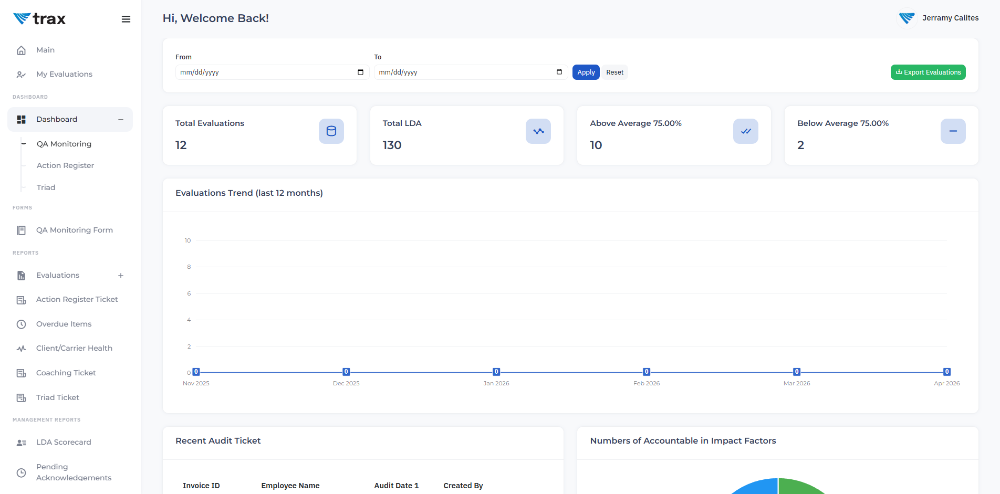 trax
Main
My Evaluations
DASHBOARD
Dashboard
QA Monitoring
Action Register
Triad
FORMS
QA Monitoring Form
REPORTS
Evaluations
Action Register Ticket
Overdue Items
Client/Carrier Health
Coaching Ticket
Triad Ticket
MANAGEMENT REPORTS
LDA Scorecard
Pending
Acknowledgements
Hi, Welcome Back!
Jerramy Calites
From
mm/dd/yyyy
To
mm/dd/yyyy
Apply
Reset
Export Evaluations
Total Evaluations
12
Total LDA
130
Above Average 75.00%
10
Below Average 75.00%
2
Evaluations Trend (last 12 months)
10
8
6
4
2
0
0 0 0 0 0 0
Nov 2025 Dec 2025 Jan 2026 Feb 2026 Mar 2026 Apr 2026
Recent Audit Ticket
Invoice ID Employee Name Audit Date 1 Created By
Numbers of Accountable in Impact Factors